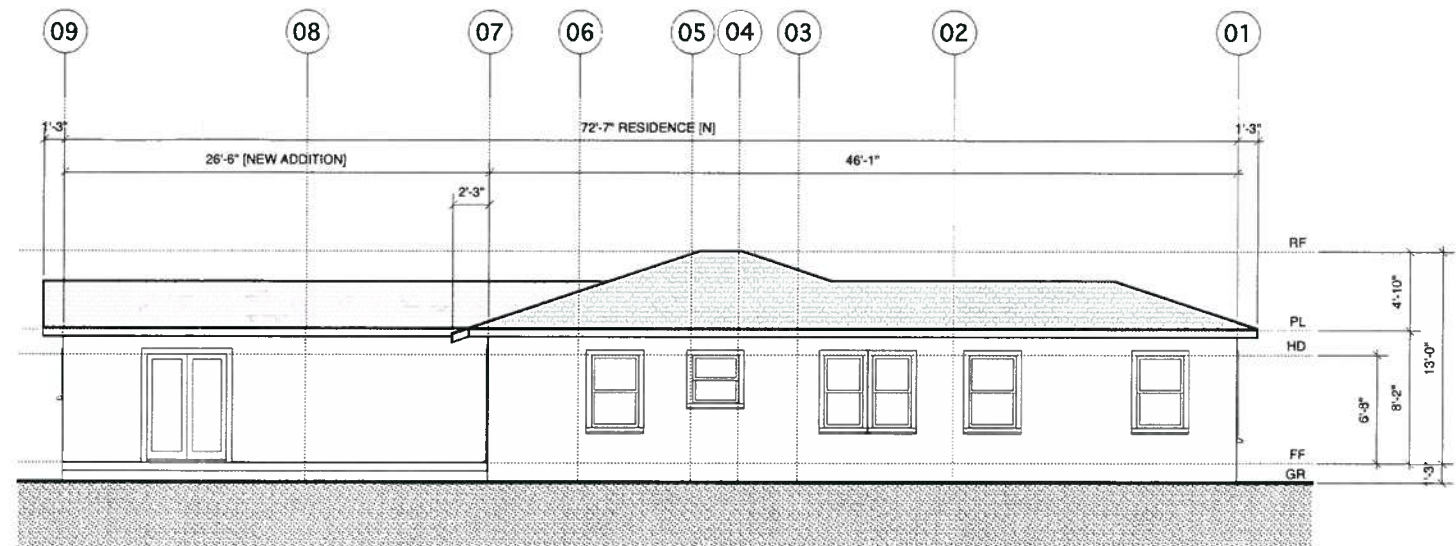 09 08 07 06 05 04 03 02 01
1'-3" 72'-7" RESIDENCE [N] 1'-3"
26'-6" [NEW ADDITION] 46'-1"
2'-3"
RF
4'-10"
PL
HD
13'-0"
8'-2"
6'-8"
FF
GR
1'-3"